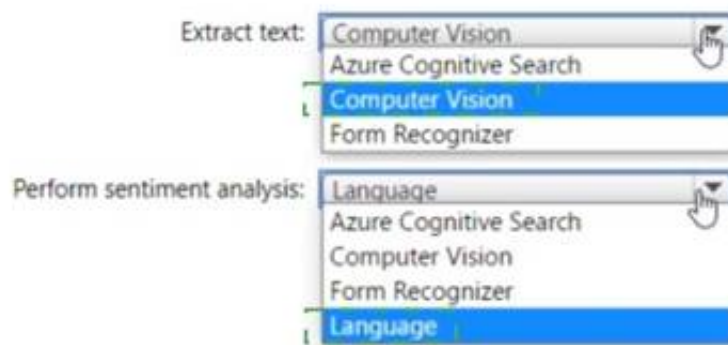 Extract text: Computer Vision
Azure Cognitive Search
Computer Vision
Form Recognizer
Perform sentiment analysis: Language
Azure Cognitive Search
Computer Vision
Form Recognizer
Language